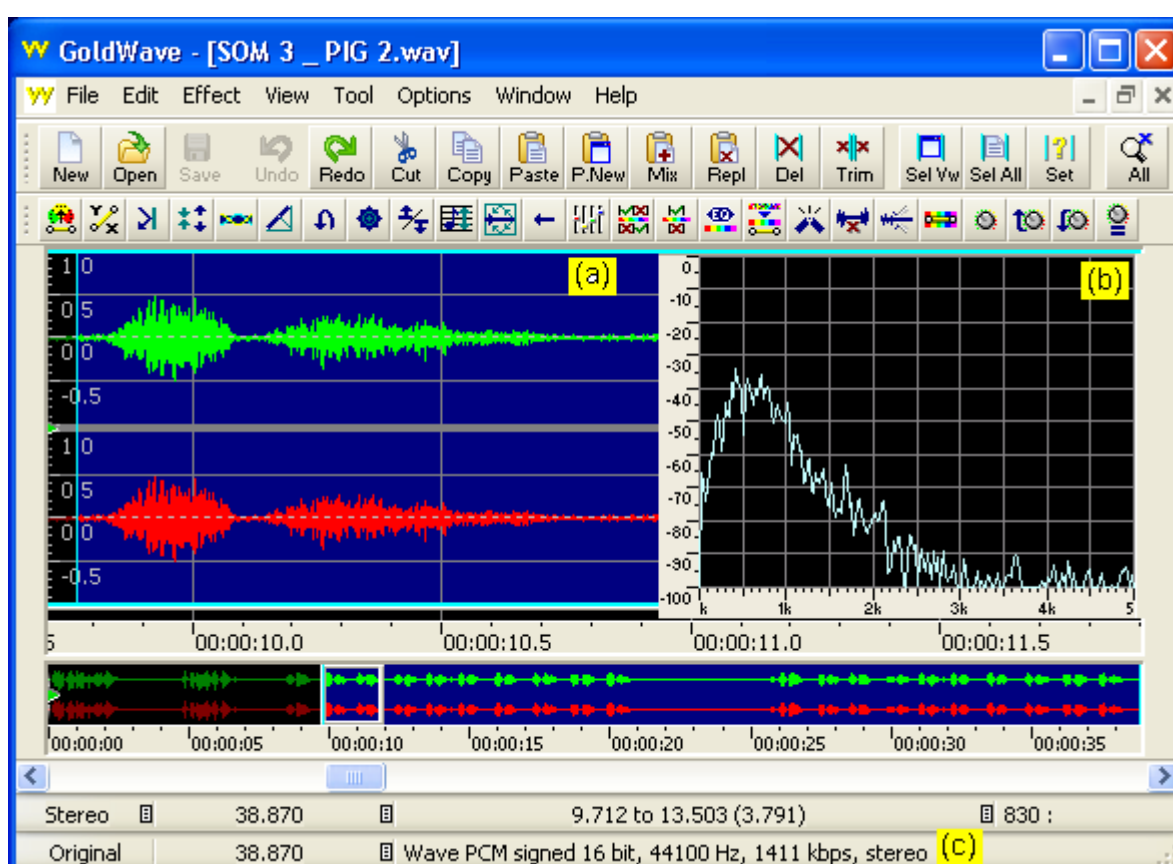 GoldWave - [SOM 3 _ PIG 2.wav]
File Edit Effect View Tool Options Window Help
New Open Save Undo Redo Cut Copy Paste P.New Mix Repl Del Trim Sel Vw Sel All Set All
(a)
1 0
0 5
0 0
-0.5
1 0
0 5
0 0
-0.5
(b)
0
-10
-20
-30
-40
-50
-60
-70
-80
-90
-100
k 1k 2k 3k 4k 5
5 00:00:10.0 00:00:10.5 00:00:11.0 00:00:11.5
00:00:00 00:00:05 00:00:10 00:00:15 00:00:20 00:00:25 00:00:30 00:00:35
Stereo 38.870 9.712 to 13.503 (3.791) 830 :
Original 38.870 Wave PCM signed 16 bit, 44100 Hz, 1411 kbps, stereo (c)